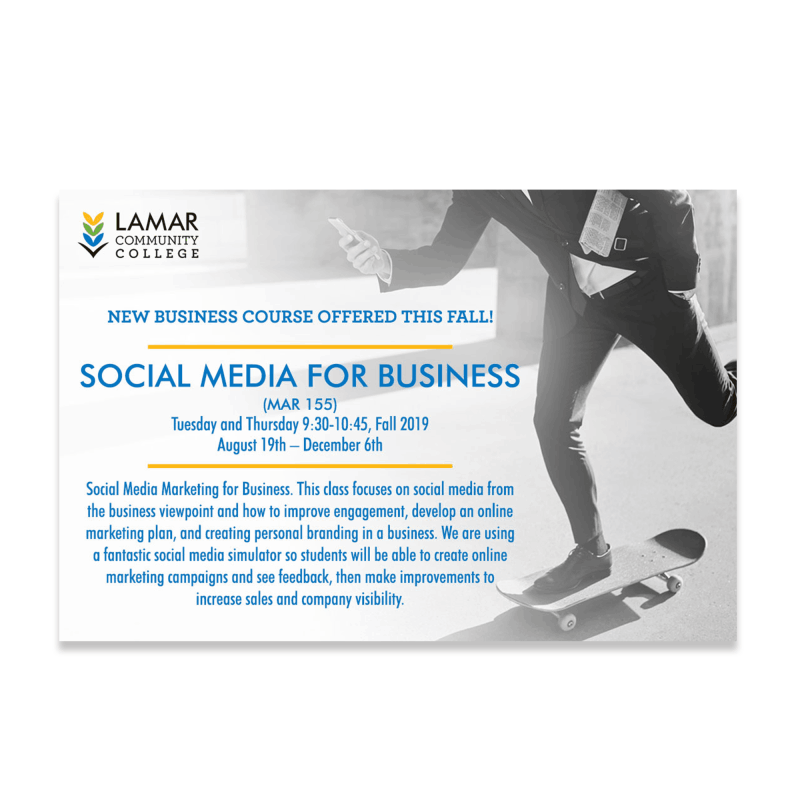 LAMAR
COMMUNITY
COLLEGE
NEW BUSINESS COURSE OFFERED THIS FALL!
SOCIAL MEDIA FOR BUSINESS
(MAR 155)
Tuesday and Thursday 9:30-10:45, Fall 2019
August 19th – December 6th
Social Media Marketing for Business. This class focuses on social media from
the business viewpoint and how to improve engagement, develop an online
marketing plan, and creating personal branding in a business. We are using
a fantastic social media simulator so students will be able to create online
marketing campaigns and see feedback, then make improvements to
increase sales and company visibility.